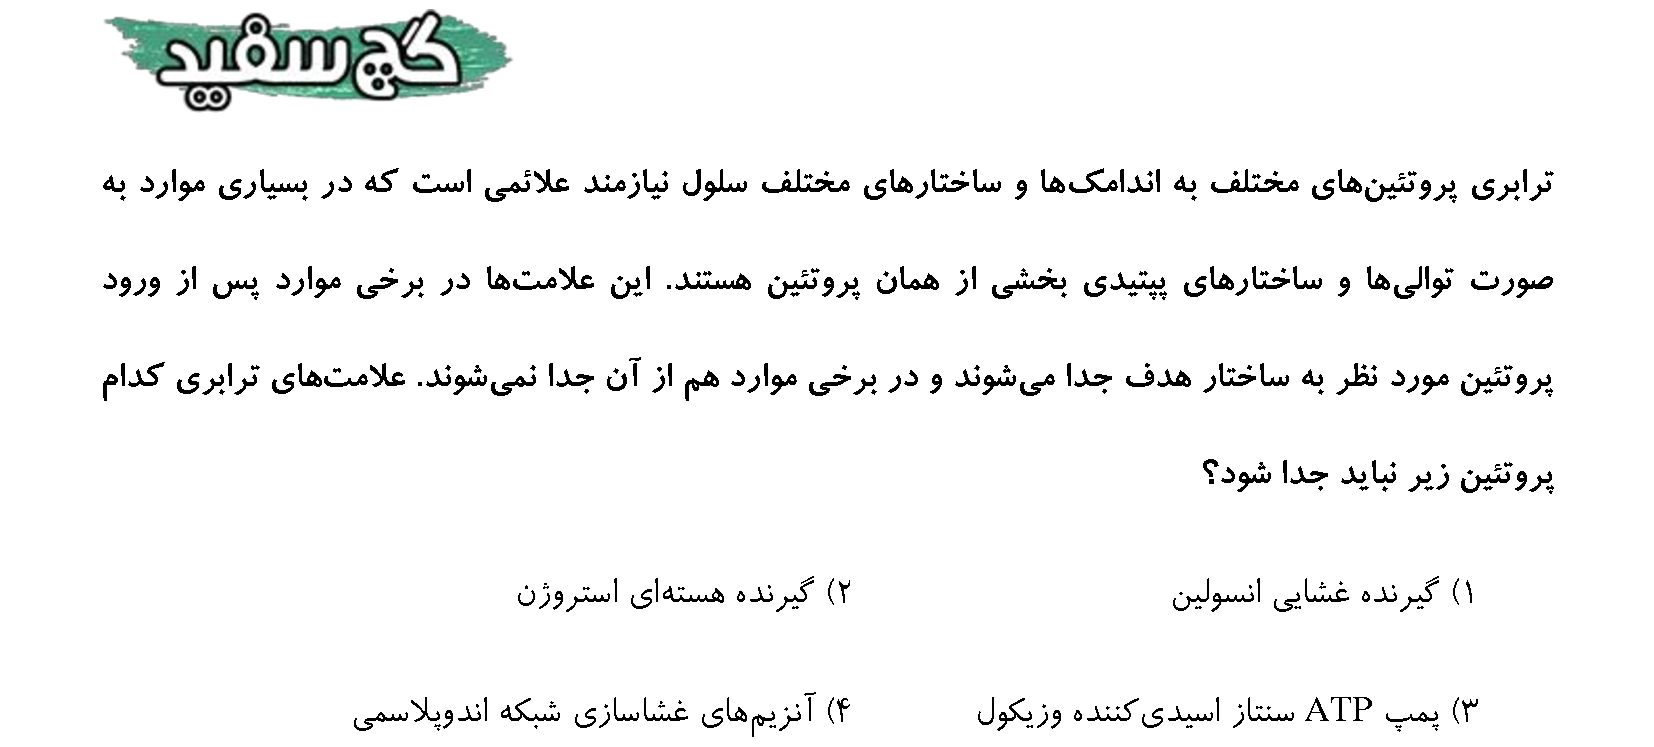 گچ سفید
ترابری پروتئین‌های مختلف به اندامک‌ها و ساختارهای مختلف سلول نیازمند علائمی است که در بسیاری موارد به
صورت توالی‌ها و ساختارهای پپتیدی بخشی از همان پروتئین هستند. این علامت‌ها در برخی موارد پس از ورود
پروتئین مورد نظر به ساختار هدف جدا می‌شوند و در برخی موارد هم از آن جدا نمی‌شوند. علامت‌های ترابری کدام
پروتئین زیر نباید جدا شود؟
۱) گیرنده غشایی انسولین ۲) گیرنده هسته‌ای استروژن
۳) پمپ ATP سنتاز اسیدی‌کننده وزیکول ۴) آنزیم‌های غشاسازی شبکه اندوپلاسمی